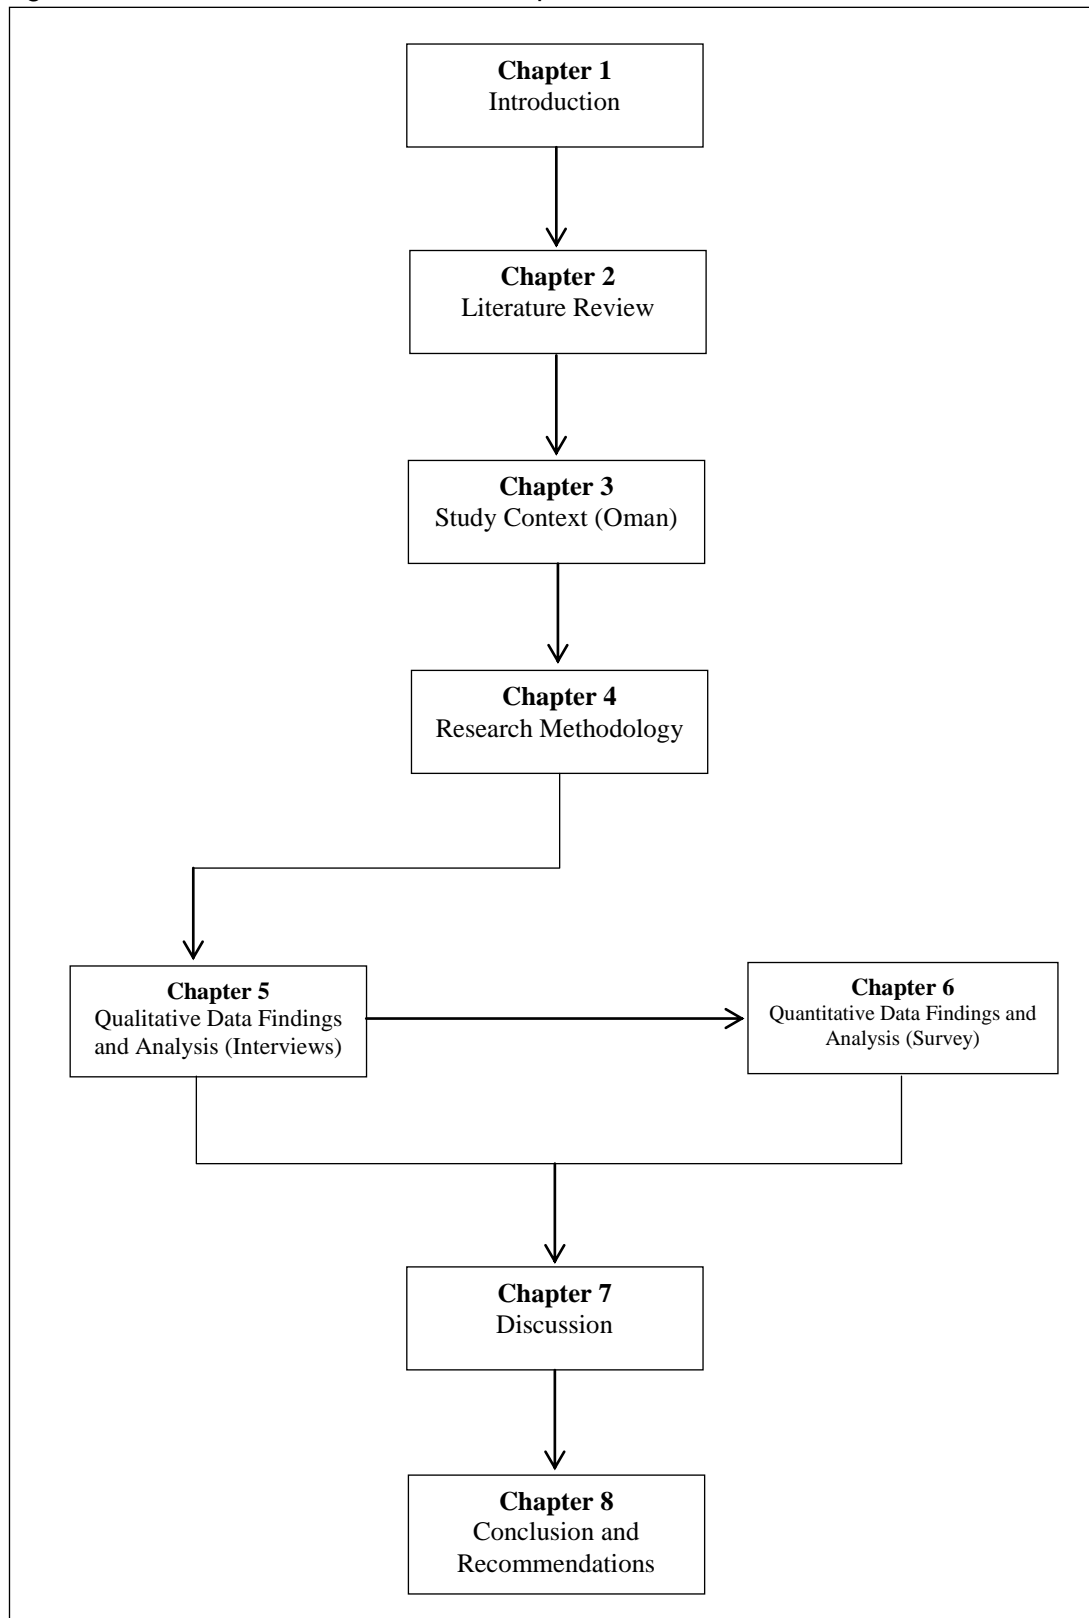 Chapter 1
Introduction
Chapter 2
Literature Review
Chapter 3
Study Context (Oman)
Chapter 4
Research Methodology
Chapter 5
Qualitative Data Findings
and Analysis (Interviews)
Chapter 6
Quantitative Data Findings and
Analysis (Survey)
Chapter 7
Discussion
Chapter 8
Conclusion and
Recommendations